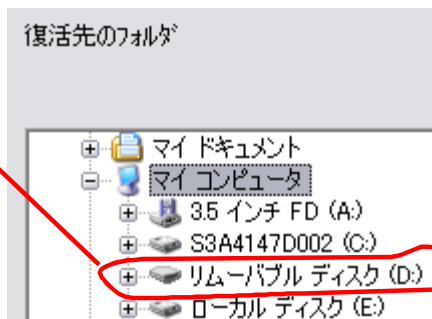 復活先のフォルダ
マイ ドキュメント
マイ コンピュータ
3.5 インチ FD (A:)
S3A4147D002 (C:)
リムーバブル ディスク (D:)
ローカル ディスク (E:)